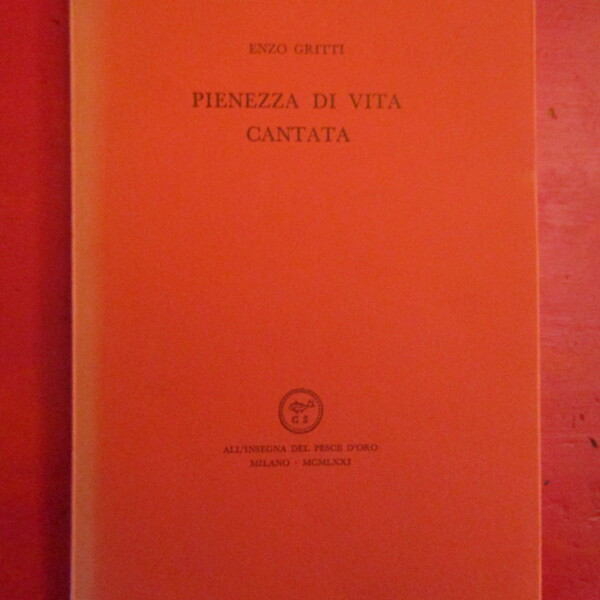 ENZO GRITTI
PIENEZZA DI VITA
CANTATA
G S
ALL'INSEGNA DEL PESCE D'ORO
MILANO · MCMLXXI